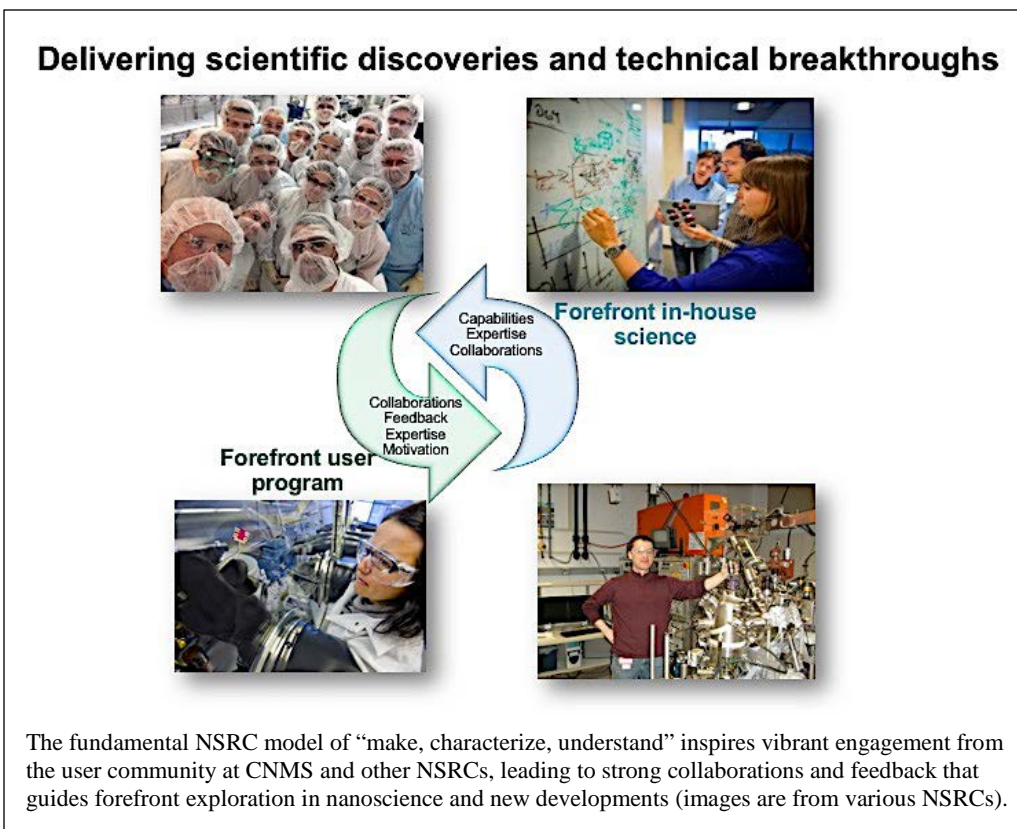 Delivering scientific discoveries and technical breakthroughs
Capabilities
Expertise
Collaborations
Forefront in-house
science
Collaborations
Feedback
Expertise
Motivation
Forefront user
program
The fundamental NSRC model of “make, characterize, understand” inspires vibrant engagement from
the user community at CNMS and other NSRCs, leading to strong collaborations and feedback that
guides forefront exploration in nanoscience and new developments (images are from various NSRCs).